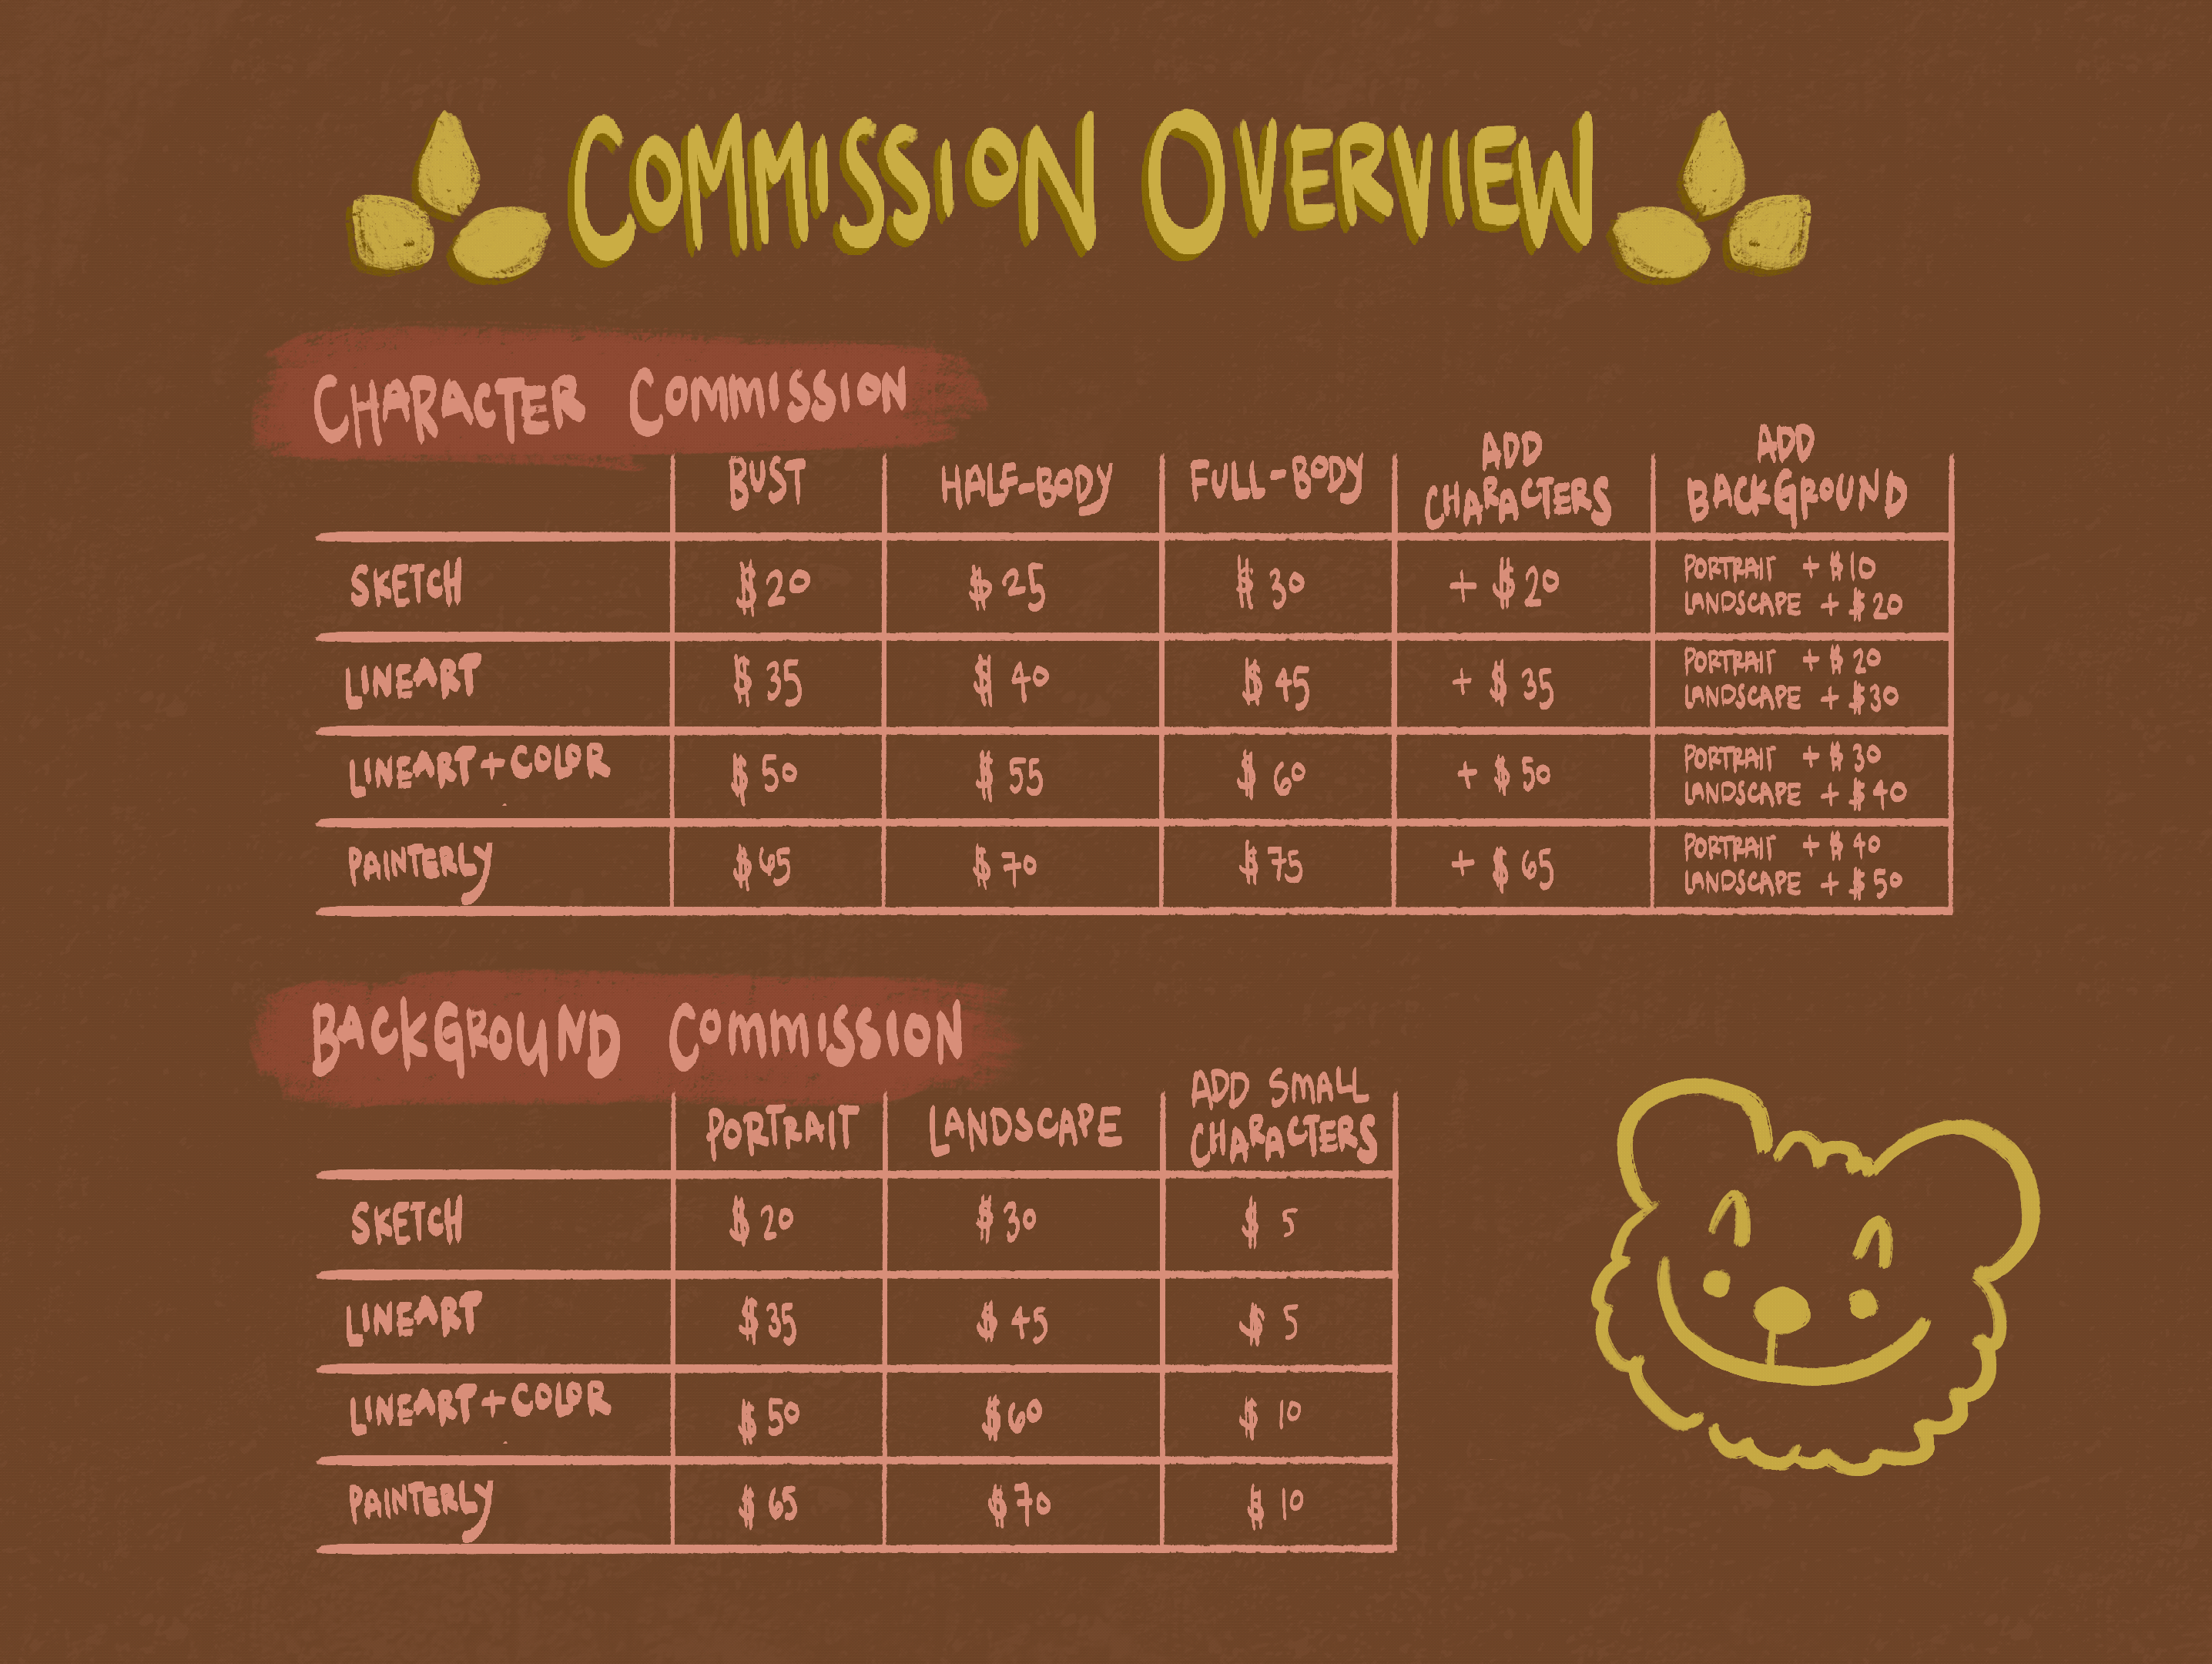 COMMISSION OVERVIEW
CHARACTER COMMISSION
BUST HALF-BODY FULL-BODY ADD CHARACTERS ADD BACKGROUND
SKETCH $20 $25 $30 + $20 PORTRAIT + $10
LANDSCAPE + $20
LINEART $35 $40 $45 + $35 PORTRAIT + $20
LANDSCAPE + $30
LINEART+COLOR $50 $55 $60 + $50 PORTRAIT + $30
LANDSCAPE + $40
PAINTERLY $65 $70 $75 + $65 PORTRAIT + $40
LANDSCAPE + $50
BACKGROUND COMMISSION
PORTRAIT LANDSCAPE ADD SMALL CHARACTERS
SKETCH $20 $30 $5
LINEART $35 $45 $5
LINEART+COLOR $50 $60 $10
PAINTERLY $65 $70 $10